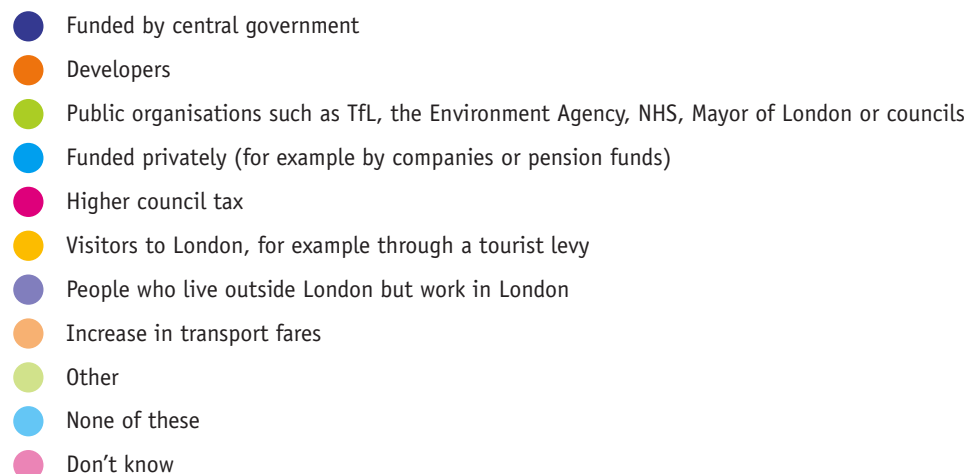 Funded by central government
Developers
Public organisations such as TfL, the Environment Agency, NHS, Mayor of London or councils
Funded privately (for example by companies or pension funds)
Higher council tax
Visitors to London, for example through a tourist levy
People who live outside London but work in London
Increase in transport fares
Other
None of these
Don’t know